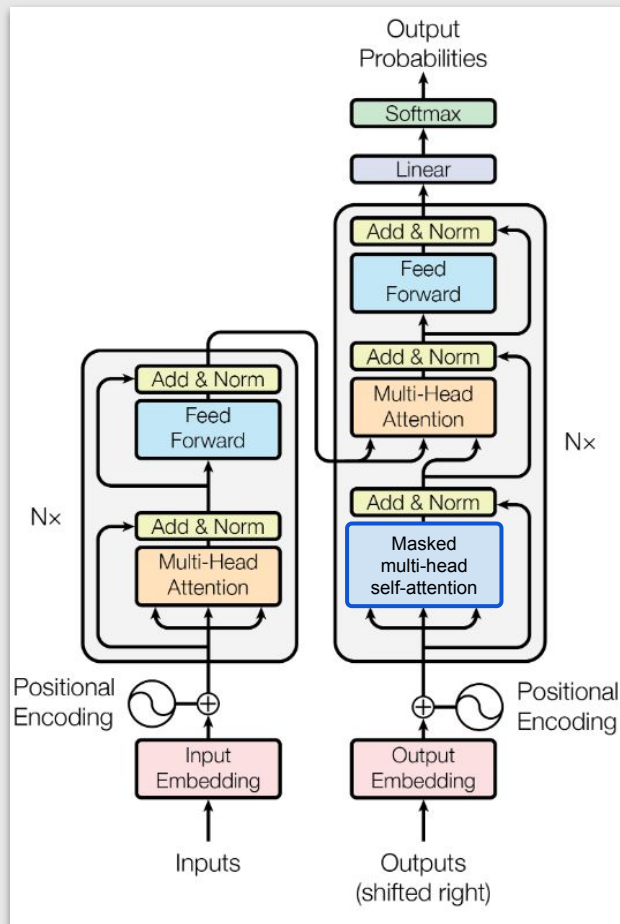 Output
Probabilities
Softmax
Linear
Add & Norm
Feed
Forward
Add & Norm
Multi-Head
Attention
Nx
Add & Norm
Masked
multi-head
self-attention
Add & Norm
Feed
Forward
Nx
Add & Norm
Multi-Head
Attention
Positional
Encoding
Positional
Encoding
Input
Embedding
Output
Embedding
Inputs
Outputs
(shifted right)